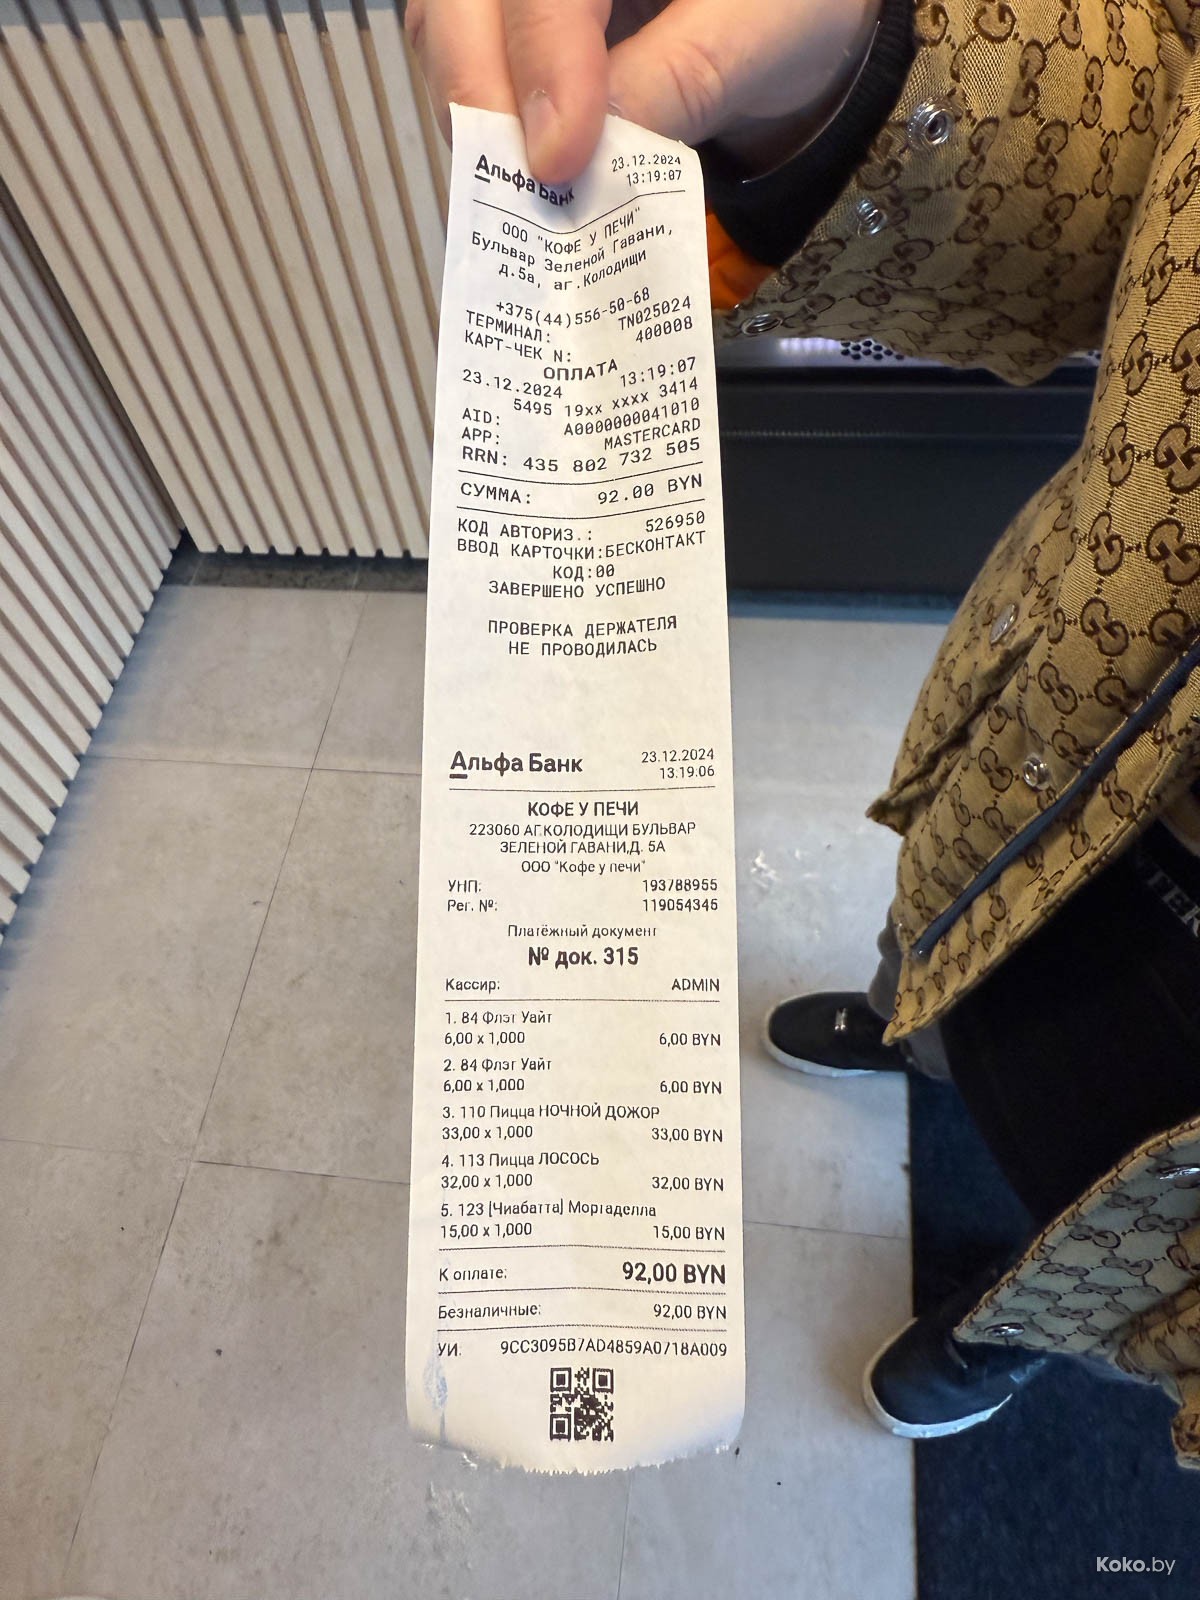 Альфа Банк
23.12.2024
13:19:07
ООО "КОФЕ У ПЕЧИ"
Бульвар Зеленой Гавани,
д.5а, аг.Колодищи
+375(44)556-50-68
ТЕРМИНАЛ: TN025024
КАРТ-ЧЕК N: 400008
ОПЛАТА
23.12.2024 13:19:07
5495 19xx xxxx 3414
AID: A0000000041010
APP: MASTERCARD
RRN: 435 802 732 505
СУММА: 92.00 BYN
КОД АВТОРИЗ.: 526950
ВВОД КАРТОЧКИ:БЕСКОНТАКТ
КОД:00
ЗАВЕРШЕНО УСПЕШНО
ПРОВЕРКА ДЕРЖАТЕЛЯ
НЕ ПРОВОДИЛАСЬ
Альфа Банк
23.12.2024
13.19.06
КОФЕ У ПЕЧИ
223060 АГ.КОЛОДИЩИ БУЛЬВАР
ЗЕЛЕНОЙ ГАВАНИ,Д. 5А
ООО "Кофе у печи"
УНП: 193788955
Рег. №: 119054345
Платёжный документ
№ док. 315
Кассир: ADMIN
1. 84 Флэт Уайт
6,00 x 1,000 6,00 BYN
2. 84 Флэт Уайт
6,00 x 1,000 6,00 BYN
3. 110 Пицца НОЧНОЙ ДОЖОР
33,00 x 1,000 33,00 BYN
4. 113 Пицца ЛОСОСЬ
32,00 x 1,000 32,00 BYN
5. 123 [Чиабатта] Мортаделла
15,00 x 1,000 15,00 BYN
К оплате: 92,00 BYN
Безналичные: 92,00 BYN
УИ: 9CC3095B7AD4859A0718A009
Koko.by